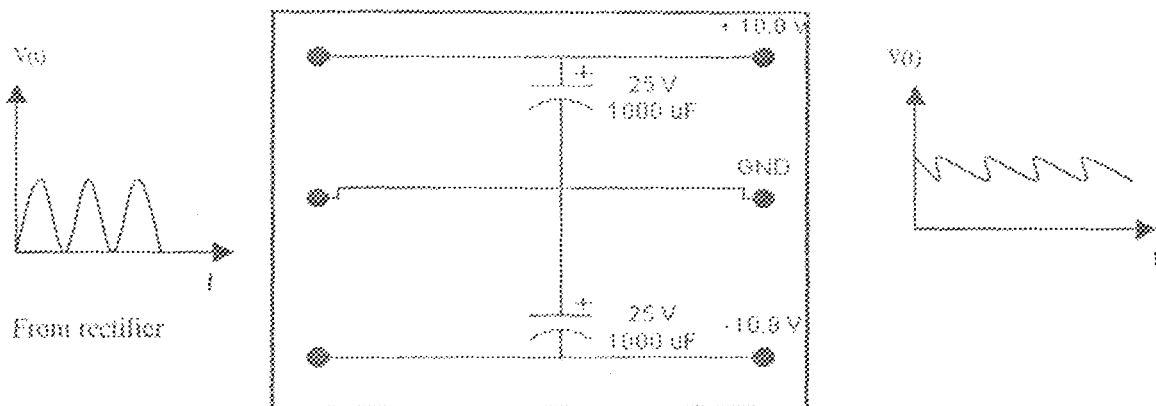 V(t)
t
From rectifier
+ 10.8 V
+
25 V
1000 uF
GND
+
25 V
1000 uF
-10.8 V
V(t)
t